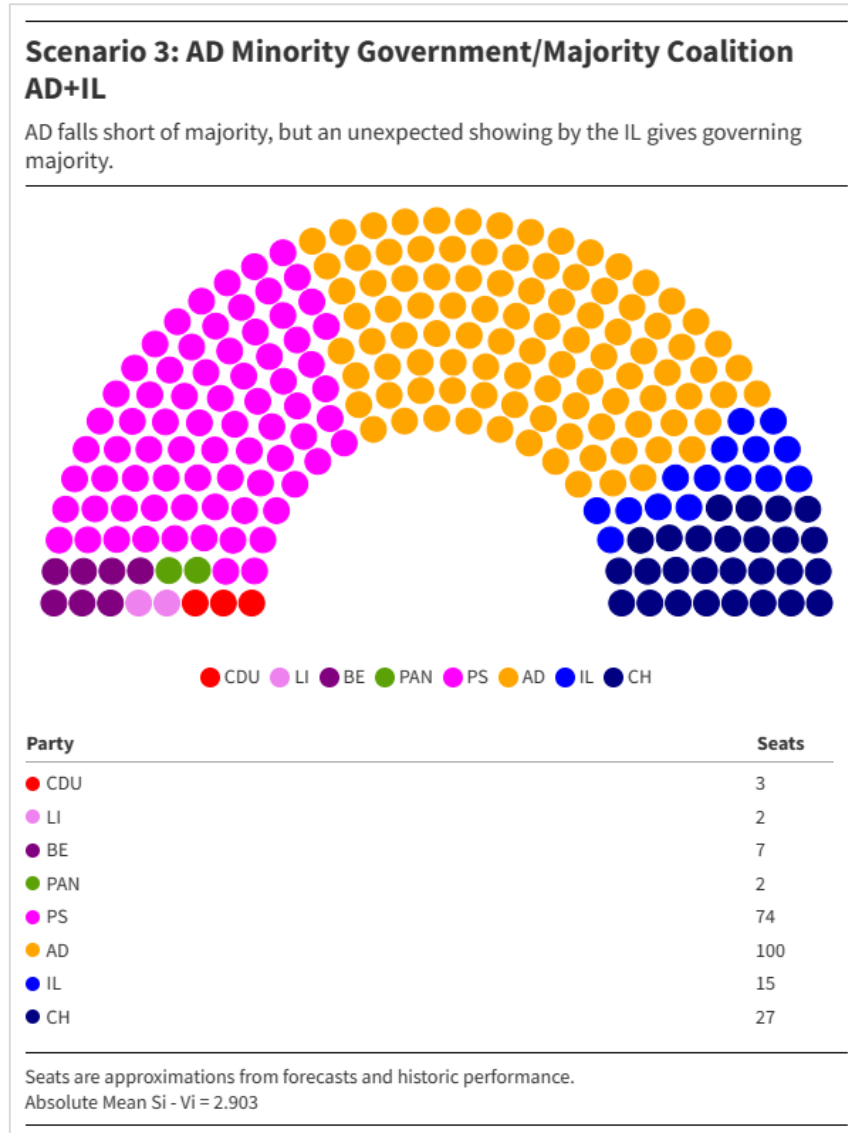 Scenario 3: AD Minority Government/Majority Coalition
AD+IL
AD falls short of majority, but an unexpected showing by the IL gives governing
majority.
CDU LI BE PAN PS AD IL CH
Party Seats
CDU 3
LI 2
BE 7
PAN 2
PS 74
AD 100
IL 15
CH 27
Seats are approximations from forecasts and historic performance.
Absolute Mean Si - Vi = 2.903